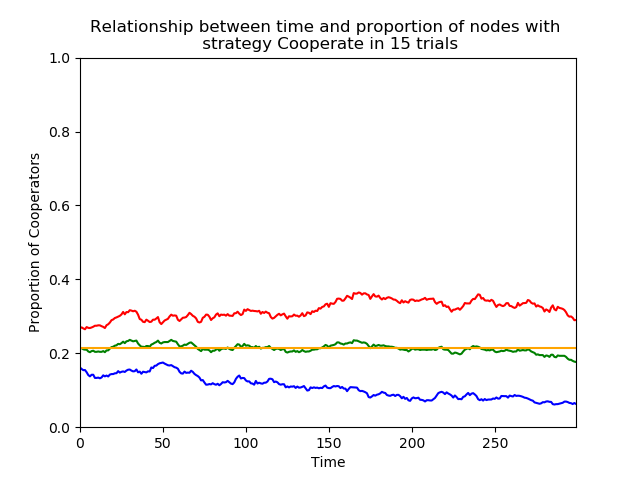 Relationship between time and proportion of nodes with
strategy Cooperate in 15 trials
1.0
0.8
0.6
0.4
0.2
0.0
Proportion of Cooperators
0 50 100 150 200 250
Time